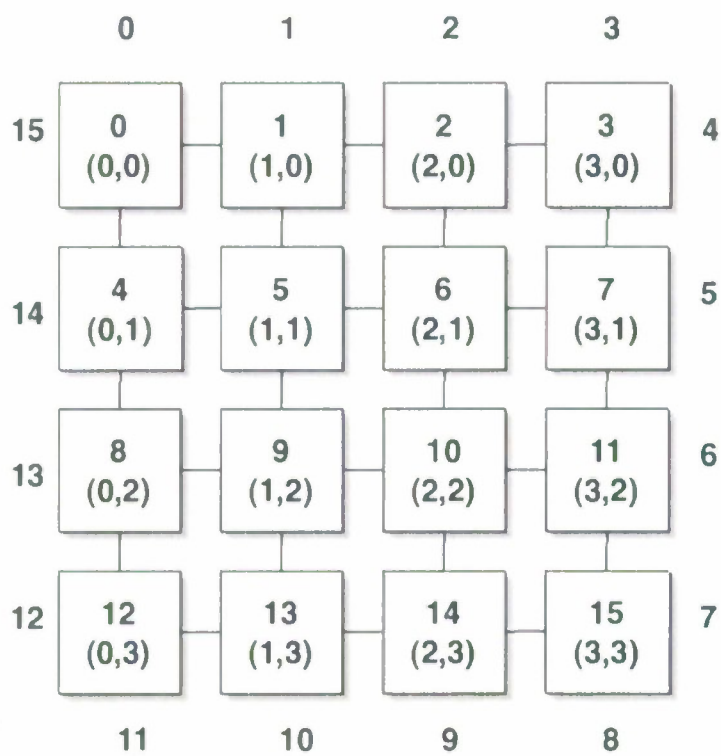 0 1 2 3
15 0 1 2 3 4
(0,0) (1,0) (2,0) (3,0)
14 4 5 6 7 5
(0,1) (1,1) (2,1) (3,1)
13 8 9 10 11 6
(0,2) (1,2) (2,2) (3,2)
12 12 13 14 15 7
(0,3) (1,3) (2,3) (3,3)
11 10 9 8